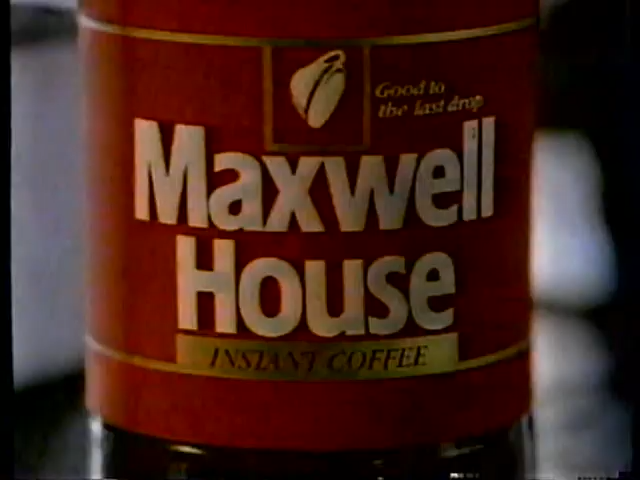 Good to
the last drop
Maxwell
House
INSTANT COFFEE